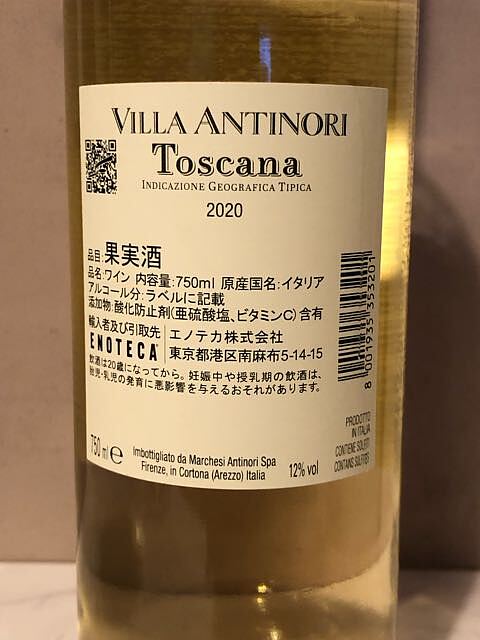 VILLA ANTINORI
Toscana
INDICAZIONE GEOGRAFICA TIPICA
2020
品目:果実酒
品名:ワイン 内容量:750ml 原産国名:イタリア
アルコール分:ラベルに記載
添加物:酸化防止剤(亜硫酸塩、ビタミンC)含有
輸入者及び引取先 エノテカ株式会社
ENOTECA 東京都港区南麻布5-14-15
飲酒は20歳になってから。妊娠中や授乳期の飲酒は、
胎児・乳児の発育に悪影響を与えるおそれがあります。
8 001935 353201
PRODOTTO
IN ITALIA
CONTIENE SOLFITI
CONTAINS SULFITES
750 ml e
Imbottigliato da Marchesi Antinori Spa
Firenze, in Cortona (Arezzo) Italia
12% vol